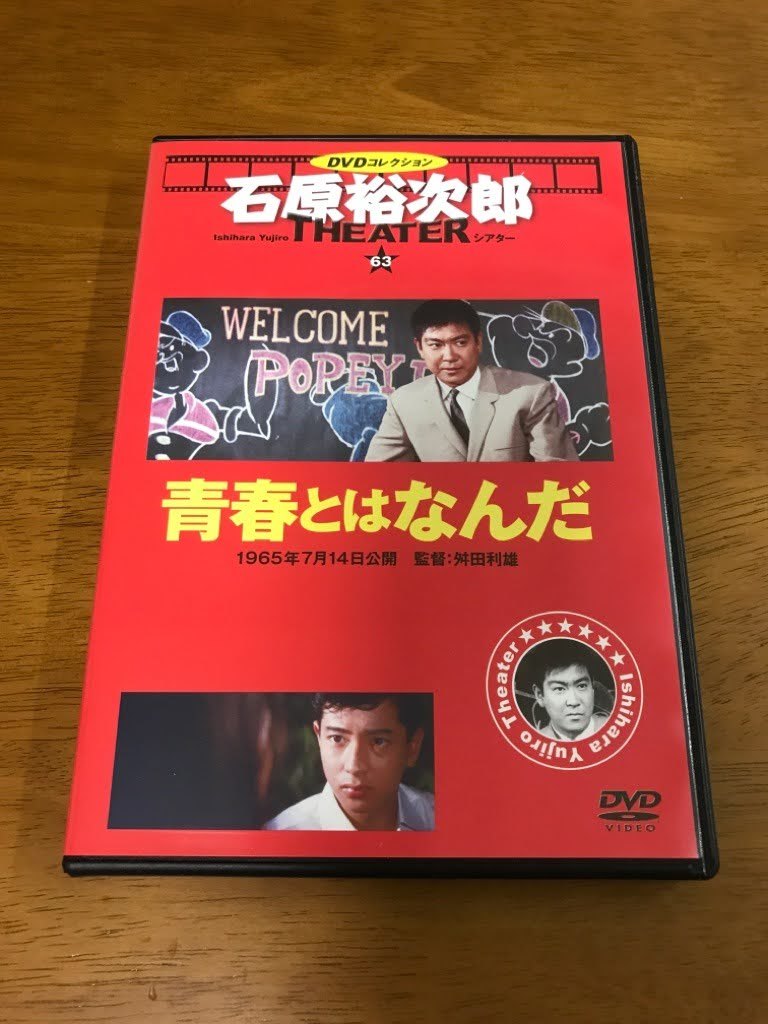 DVDコレクション
石原裕次郎
Ishihara Yujiro THEATER シアター
63
WELCOME
POPEY
青春とはなんだ
1965年7月14日公開 監督:舛田利雄
Ishihara Yujiro Theater
DVD
VIDEO